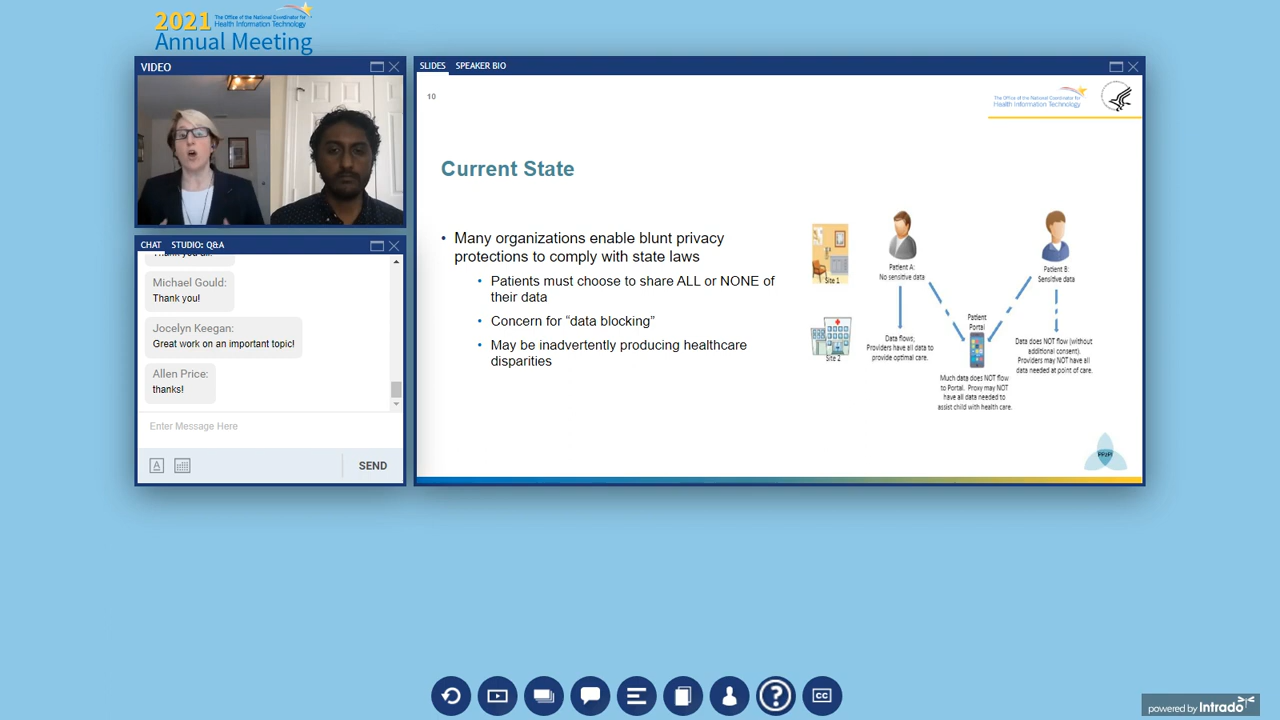 2021 The Office of the National Coordinator for
Health Information Technology
Annual Meeting
VIDEO
CHAT STUDIO: Q&A
Michael Gould:
Thank you!
Jocelyn Keegan:
Great work on an important topic!
Allen Price:
thanks!
Enter Message Here
A
SEND
SLIDES SPEAKER BIO
10
The Office of the National Coordinator for
Health Information Technology
Current State
• Many organizations enable blunt privacy
protections to comply with state laws
• Patients must choose to share ALL or NONE of
their data
• Concern for “data blocking”
• May be inadvertently producing healthcare
disparities
Site 1
Site 2
Patient A:
No sensitive data
Patient B:
Sensitive data
Patient
Portal
Data flows;
Providers have all data to
provide optimal care.
Data does NOT flow (without
additional consent).
Providers may NOT have all
data needed at point of care.
Much data does NOT flow
to Portal. Proxy may NOT
have all data needed to
assist child with health care.
?
CC
powered by Intrado